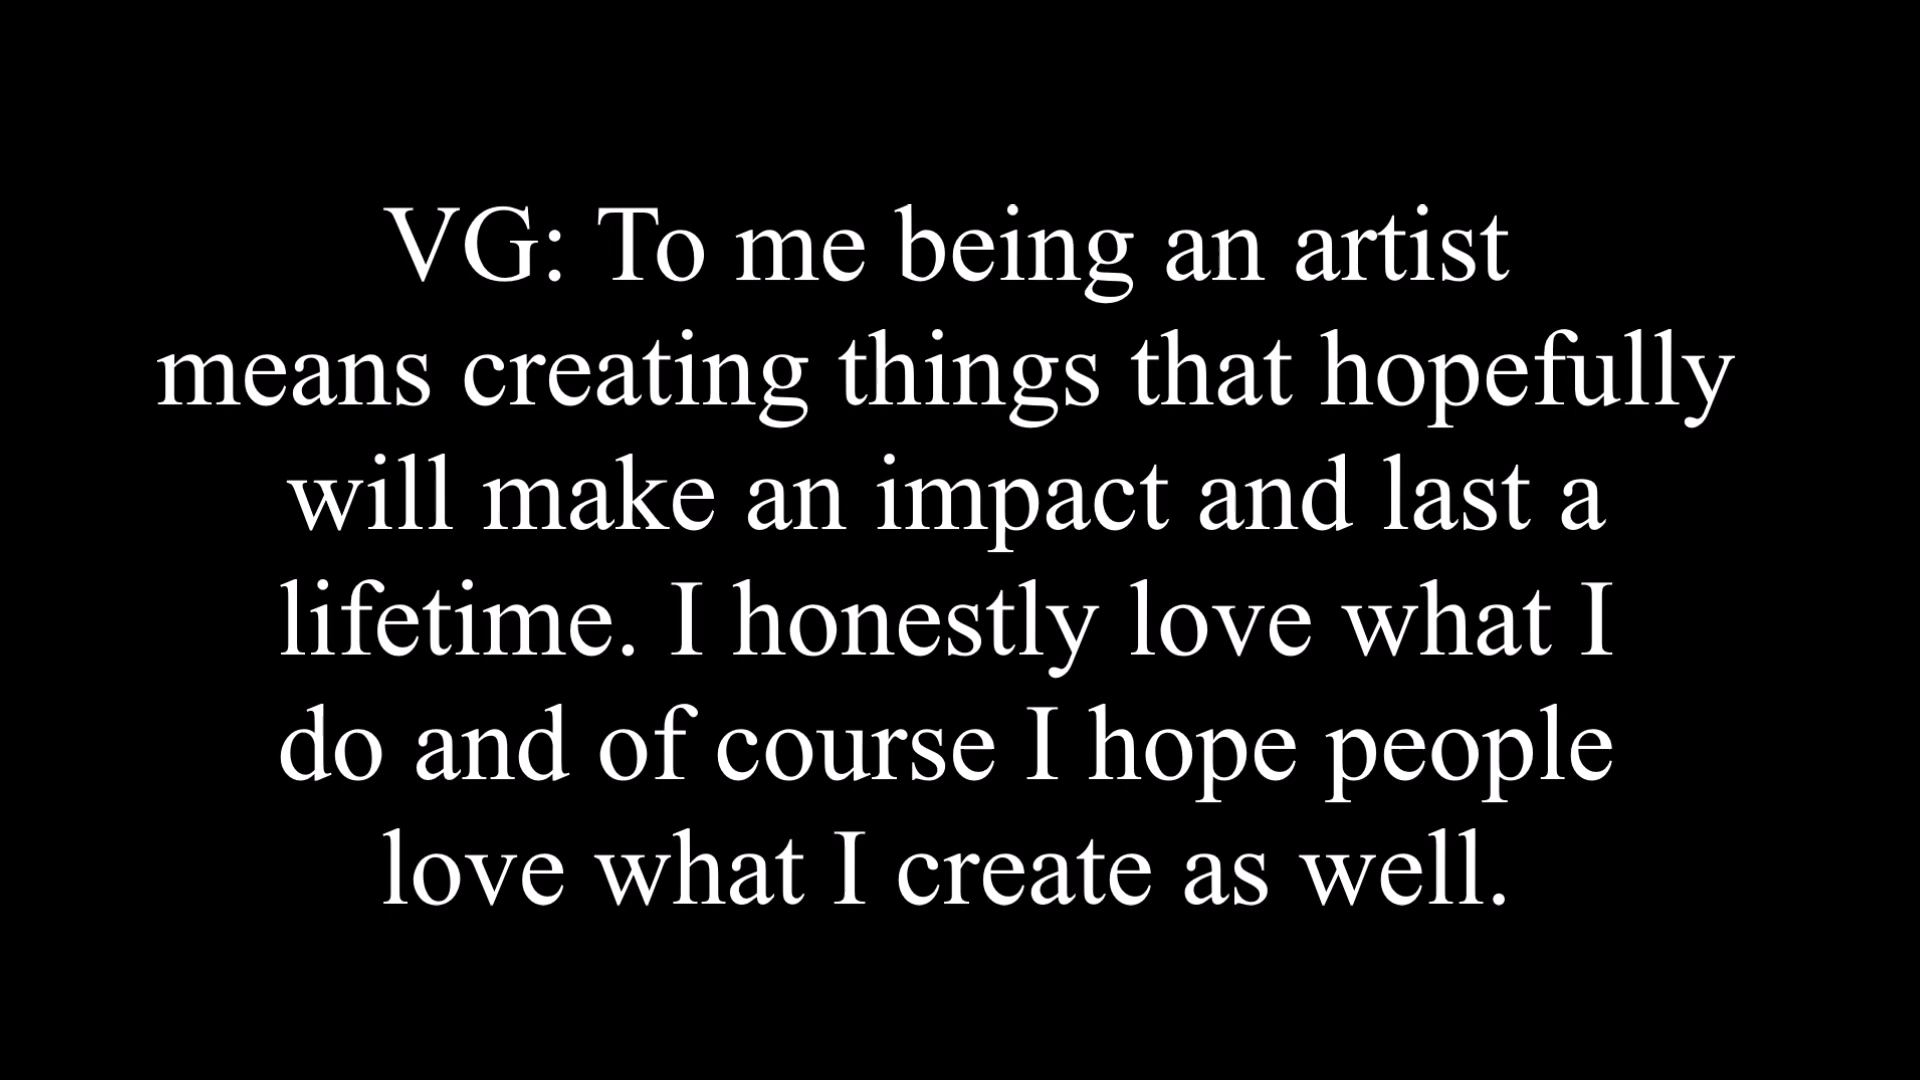 VG: To me being an artist
means creating things that hopefully
will make an impact and last a
lifetime. I honestly love what I
do and of course I hope people
love what I create as well.